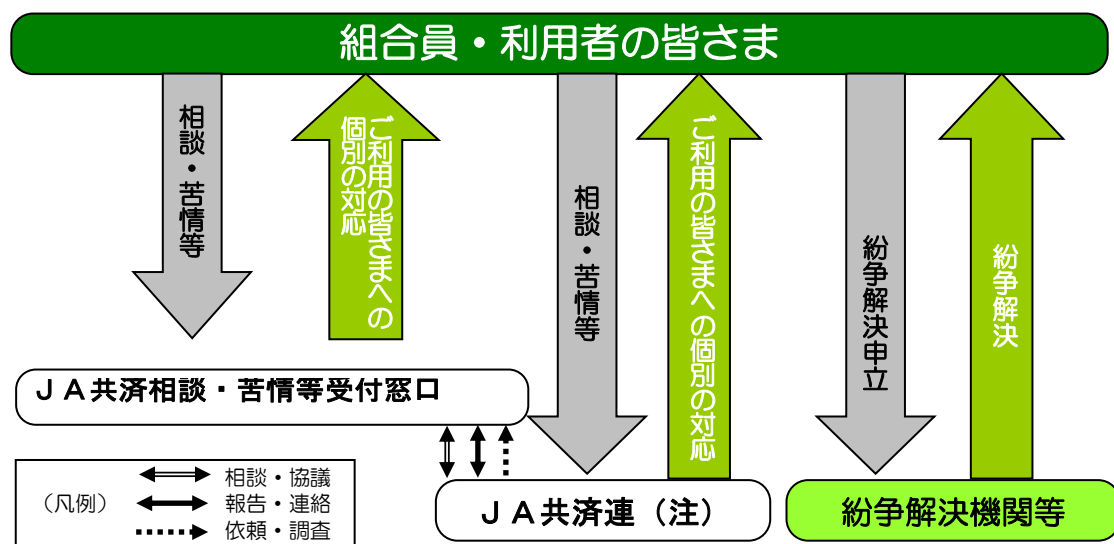 組合員・利用者の皆さま
相談・苦情等
ご利用の皆さまへの
個別の対応
相談・苦情等
ご利用の皆さまへの個別の対応
紛争解決申立
紛争解決
ＪＡ共済相談・苦情等受付窓口
ＪＡ共済連（注）
紛争解決機関等
（凡例）
相談・協議
報告・連絡
依頼・調査